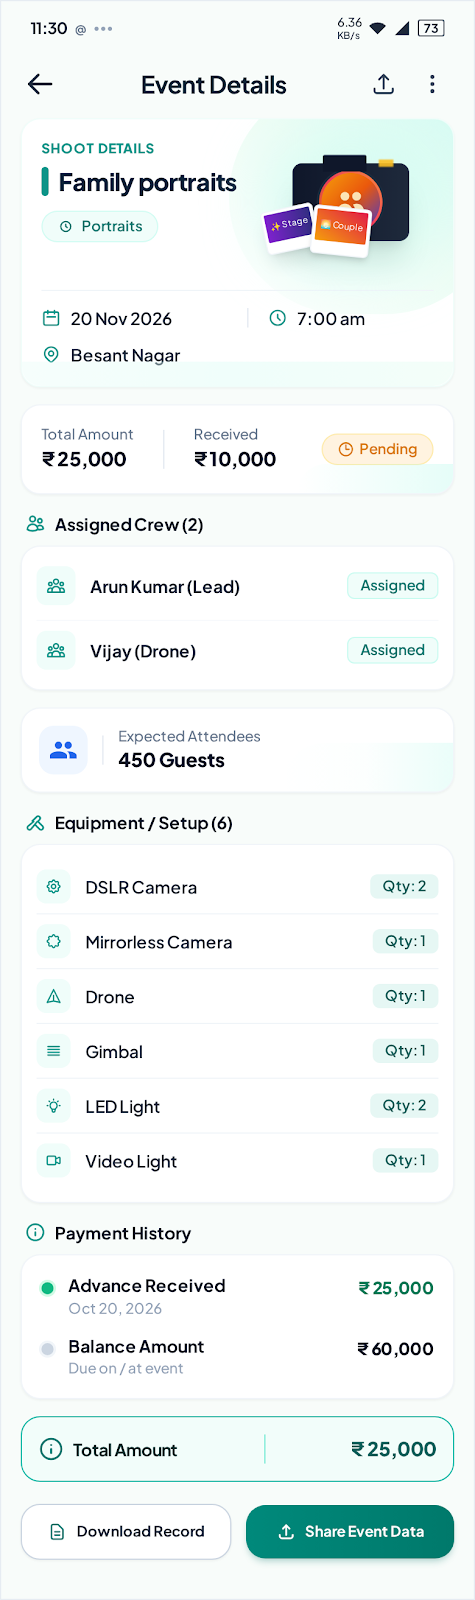 11:30 @ •••
6.36
KB/s
73
Event Details
SHOOT DETAILS
Family portraits
Portraits
Stage
Couple
20 Nov 2026
7:00 am
Besant Nagar
Total Amount
₹25,000
Received
₹10,000
Pending
Assigned Crew (2)
Arun Kumar (Lead)
Assigned
Vijay (Drone)
Assigned
Expected Attendees
450 Guests
Equipment / Setup (6)
DSLR Camera
Qty: 2
Mirrorless Camera
Qty: 1
Drone
Qty: 1
Gimbal
Qty: 1
LED Light
Qty: 2
Video Light
Qty: 1
Payment History
Advance Received
₹25,000
Oct 20, 2026
Balance Amount
₹60,000
Due on / at event
Total Amount
₹25,000
Download Record
Share Event Data